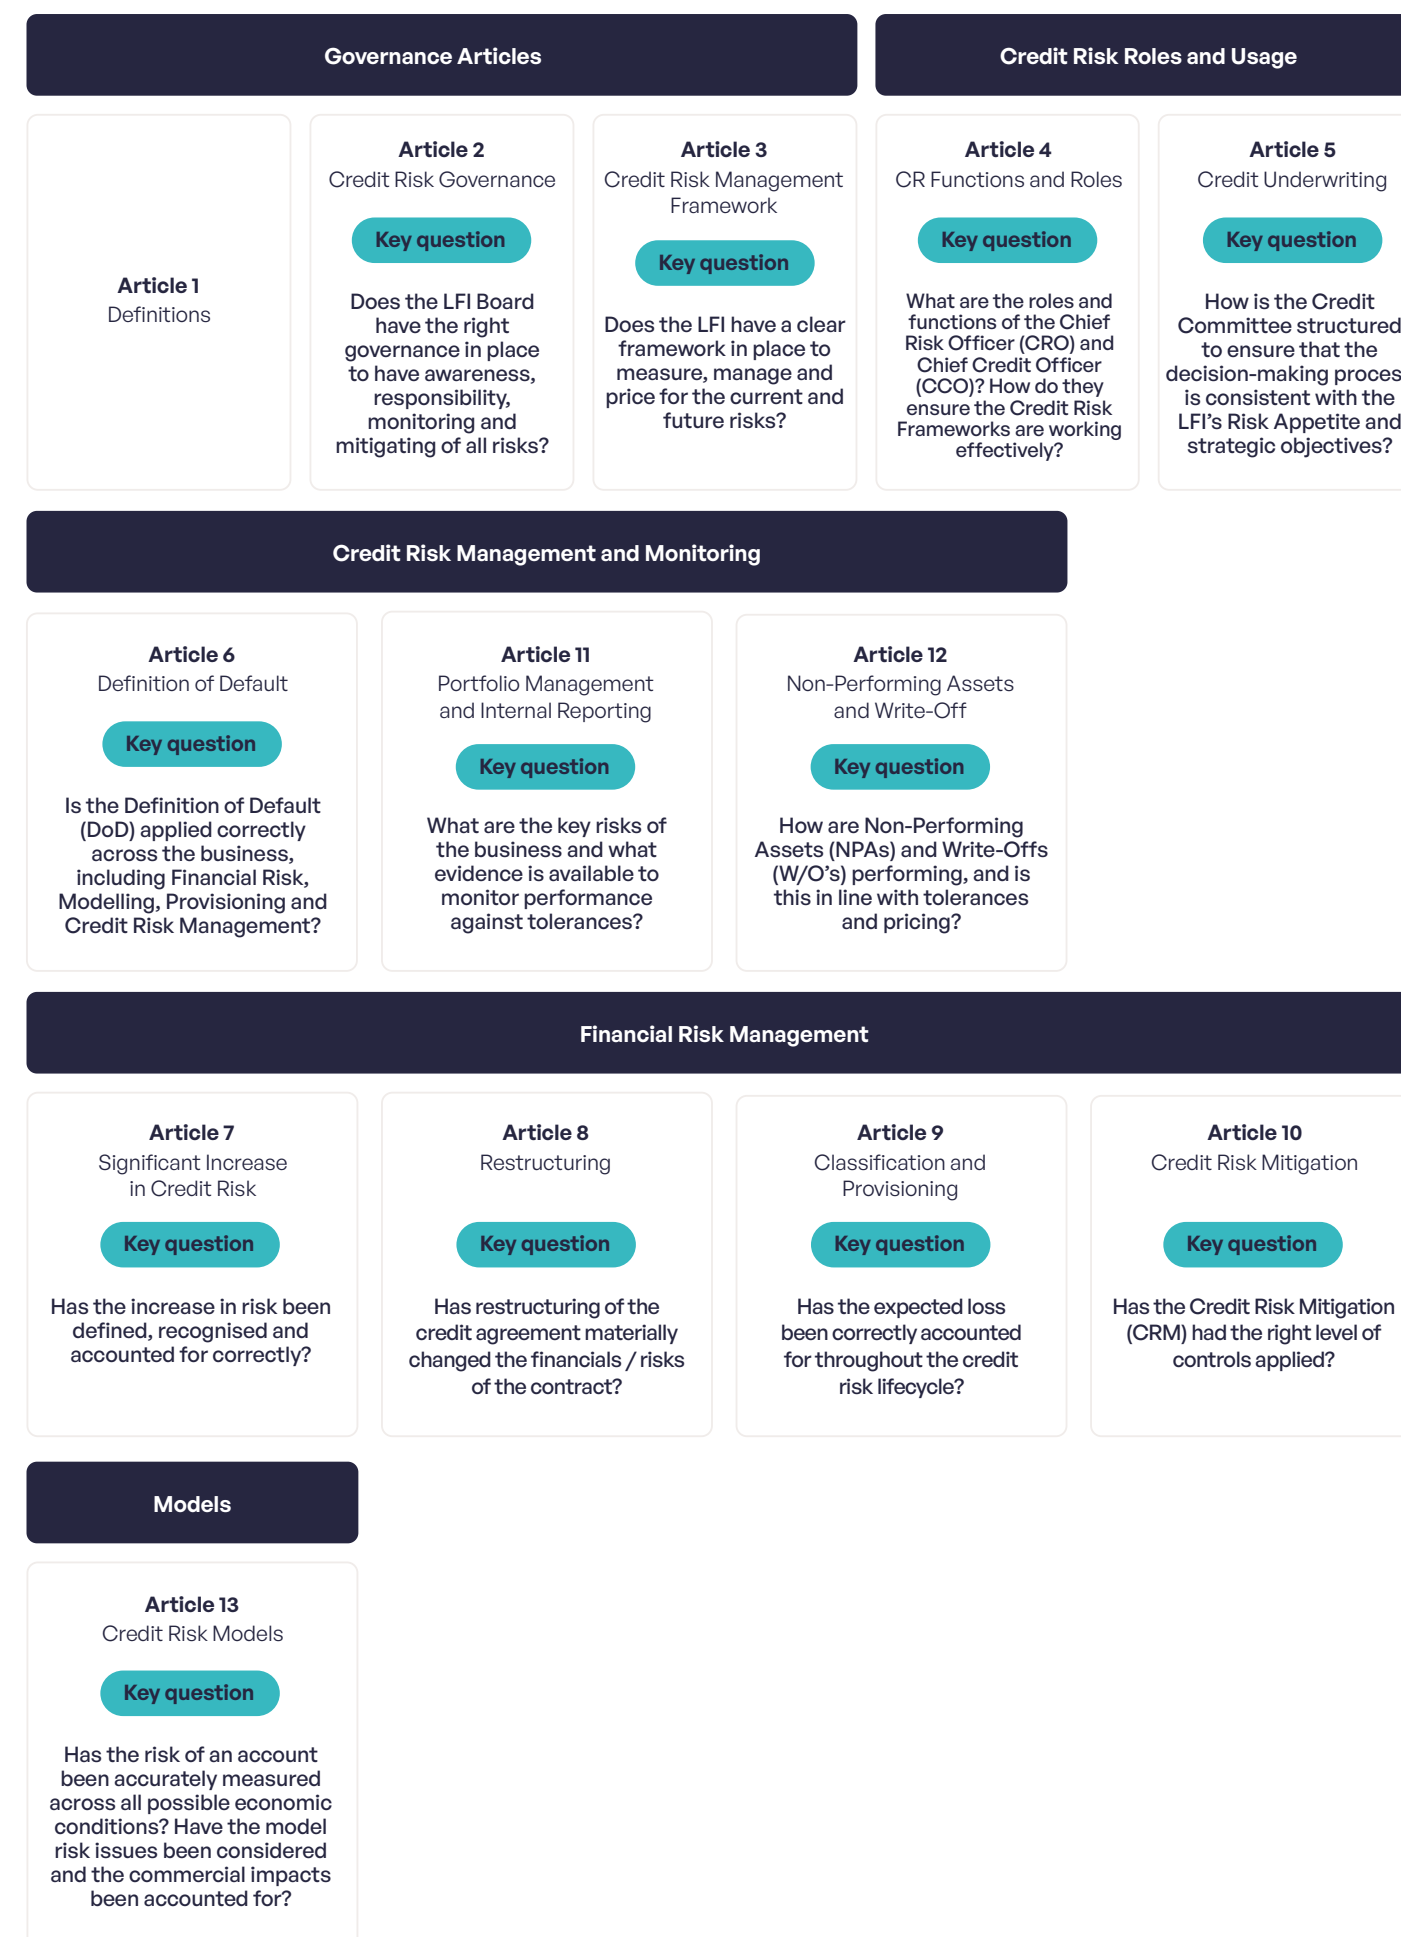 Governance Articles
Credit Risk Roles and Usage
Article 1
Definitions
Article 2
Credit Risk Governance
Key question
Does the LFI Board
have the right
governance in place
to have awareness,
responsibility,
monitoring and
mitigating of all risks?
Article 3
Credit Risk Management
Framework
Key question
Does the LFI have a clear
framework in place to
measure, manage and
price for the current and
future risks?
Article 4
CR Functions and Roles
Key question
What are the roles and
functions of the Chief
Risk Officer (CRO) and
Chief Credit Officer
(CCO)? How do they
ensure the Credit Risk
Frameworks are working
effectively?
Article 5
Credit Underwriting
Key question
How is the Credit
Committee structured
to ensure that the
decision-making proces
is consistent with the
LFI's Risk Appetite and
strategic objectives?
Credit Risk Management and Monitoring
Article 6
Definition of Default
Key question
Is the Definition of Default
(DoD) applied correctly
across the business,
including Financial Risk,
Modelling, Provisioning and
Credit Risk Management?
Article 11
Portfolio Management
and Internal Reporting
Key question
What are the key risks of
the business and what
evidence is available to
monitor performance
against tolerances?
Article 12
Non-Performing Assets
and Write-Off
Key question
How are Non-Performing
Assets (NPAs) and Write-Offs
(W/O's) performing, and is
this in line with tolerances
and pricing?
Financial Risk Management
Article 7
Significant Increase
in Credit Risk
Key question
Has the increase in risk been
defined, recognised and
accounted for correctly?
Article 8
Restructuring
Key question
Has restructuring of the
credit agreement materially
changed the financials / risks
of the contract?
Article 9
Classification and
Provisioning
Key question
Has the expected loss
been correctly accounted
for throughout the credit
risk lifecycle?
Article 10
Credit Risk Mitigation
Key question
Has the Credit Risk Mitigation
(CRM) had the right level of
controls applied?
Models
Article 13
Credit Risk Models
Key question
Has the risk of an account
been accurately measured
across all possible economic
conditions? Have the model
risk issues been considered
and the commercial impacts
been accounted for?